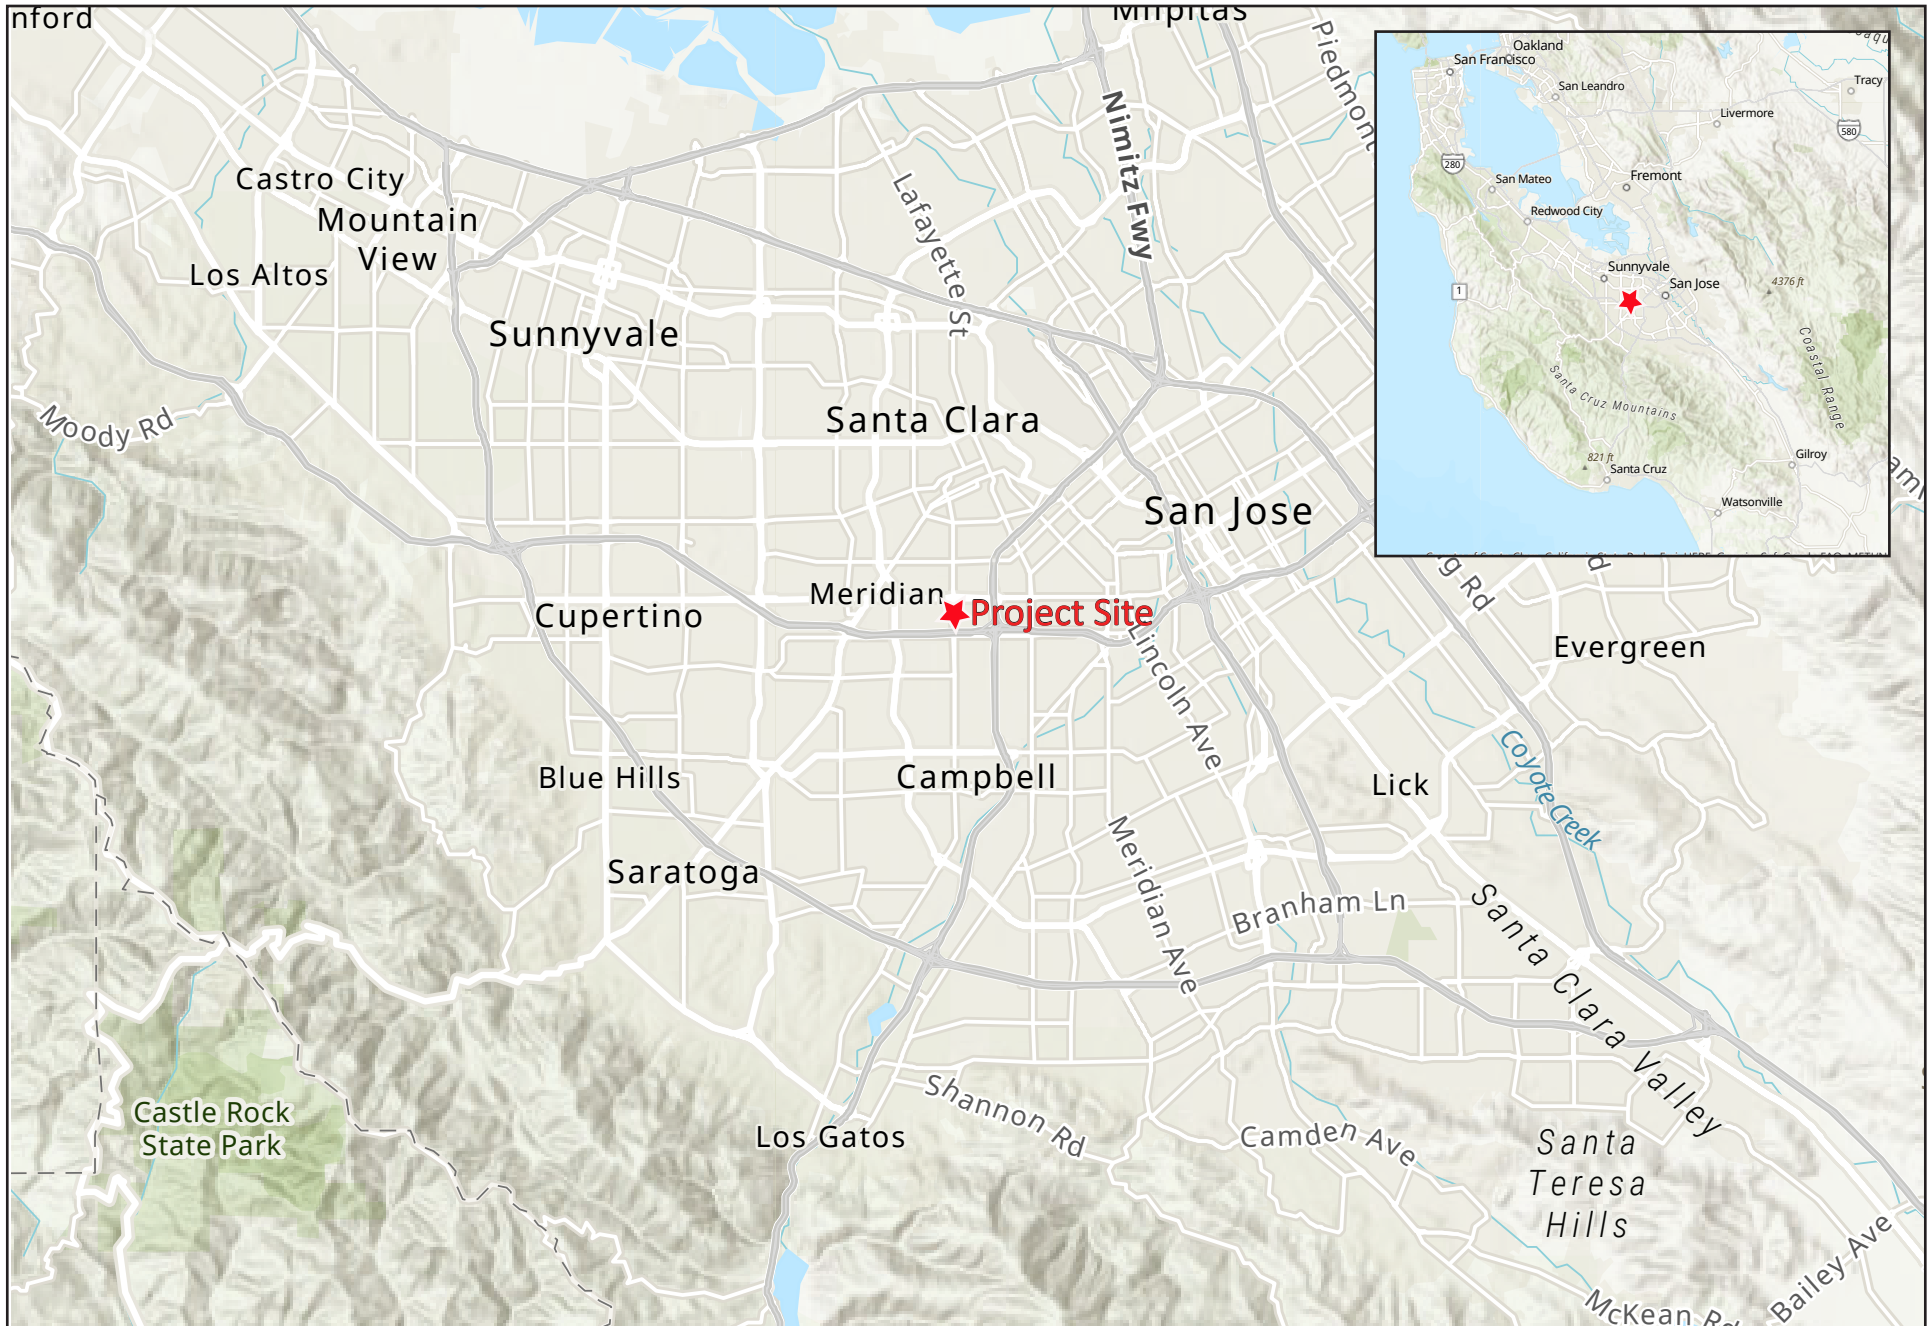 nford
Milpitas
Piedmont
Nimitz Fwy
Castro City
Mountain
View
Los Altos
Lafayette St
Sunnyvale
Moody Rd
Santa Clara
San Jose
Meridian
Project Site
Cupertino
Lincoln Ave
Evergreen
Blue Hills
Campbell
Lick
Coyote Creek
Saratoga
Meridian Ave
Branham Ln
Santa Clara Valley
Castle Rock
State Park
Los Gatos
Shannon Rd
Camden Ave
Santa
Teresa
Hills
McKean Rd
Bailey Ave
ng Rd
Oakland
San Francisco
San Leandro
Tracy
Livermore
580
280
San Mateo
Fremont
Redwood City
Sunnyvale
San Jose
4376 ft
1
Coastal Range
Santa Cruz Mountains
821 ft
Santa Cruz
Gilroy
Watsonville